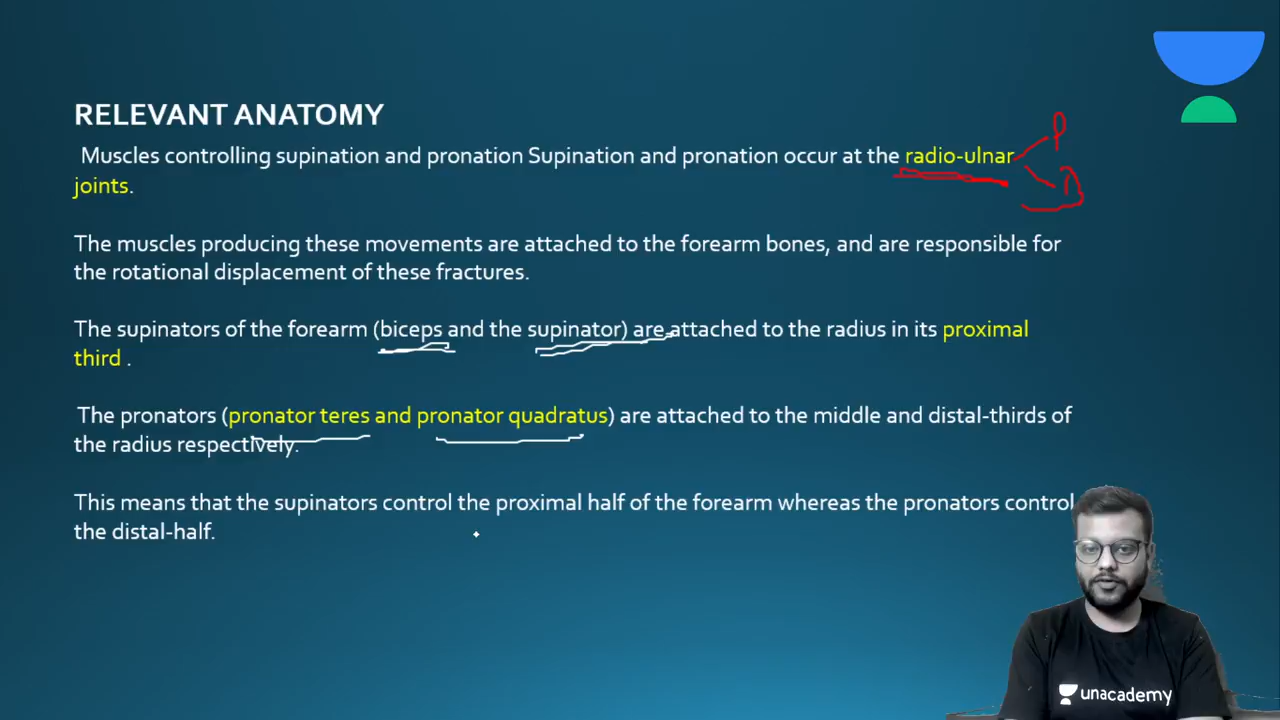 RELEVANT ANATOMY
Muscles controlling supination and pronation Supination and pronation occur at the radio-ulnar
joints.
P
D
The muscles producing these movements are attached to the forearm bones, and are responsible for
the rotational displacement of these fractures.
The supinators of the forearm (biceps and the supinator) are attached to the radius in its proximal
third .
The pronators (pronator teres and pronator quadratus) are attached to the middle and distal-thirds of
the radius respectively.
This means that the supinators control the proximal half of the forearm whereas the pronators control
the distal-half.
unacademy